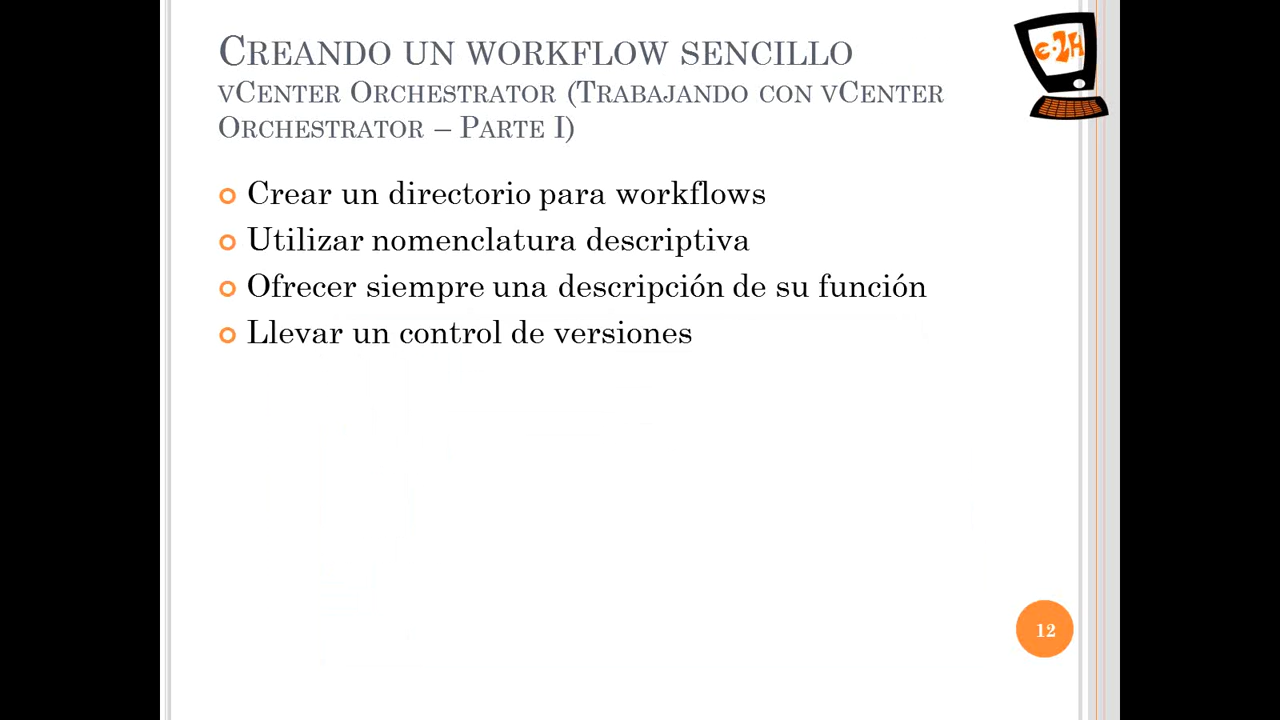 Creando un workflow sencillo
vCenter Orchestrator (Trabajando con vCenter
Orchestrator – Parte I)
e-2H
Crear un directorio para workflows
Utilizar nomenclatura descriptiva
Ofrecer siempre una descripción de su función
Llevar un control de versiones
12